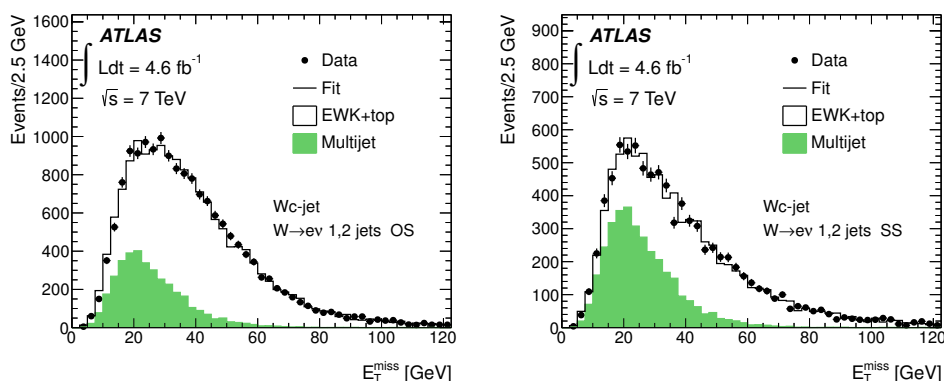 Events/2.5 GeV
1600
1400
1200
1000
800
600
400
200
0
ATLAS
∫ Ldt = 4.6 fb⁻¹
√s = 7 TeV
Data
Fit
EWK+top
Multijet
Wc-jet
W→eν 1,2 jets OS
0 20 40 60 80 100 120
E_T^miss [GeV]
Events/2.5 GeV
900
800
700
600
500
400
300
200
100
0
ATLAS
∫ Ldt = 4.6 fb⁻¹
√s = 7 TeV
Data
Fit
EWK+top
Multijet
Wc-jet
W→eν 1,2 jets SS
0 20 40 60 80 100 120
E_T^miss [GeV]